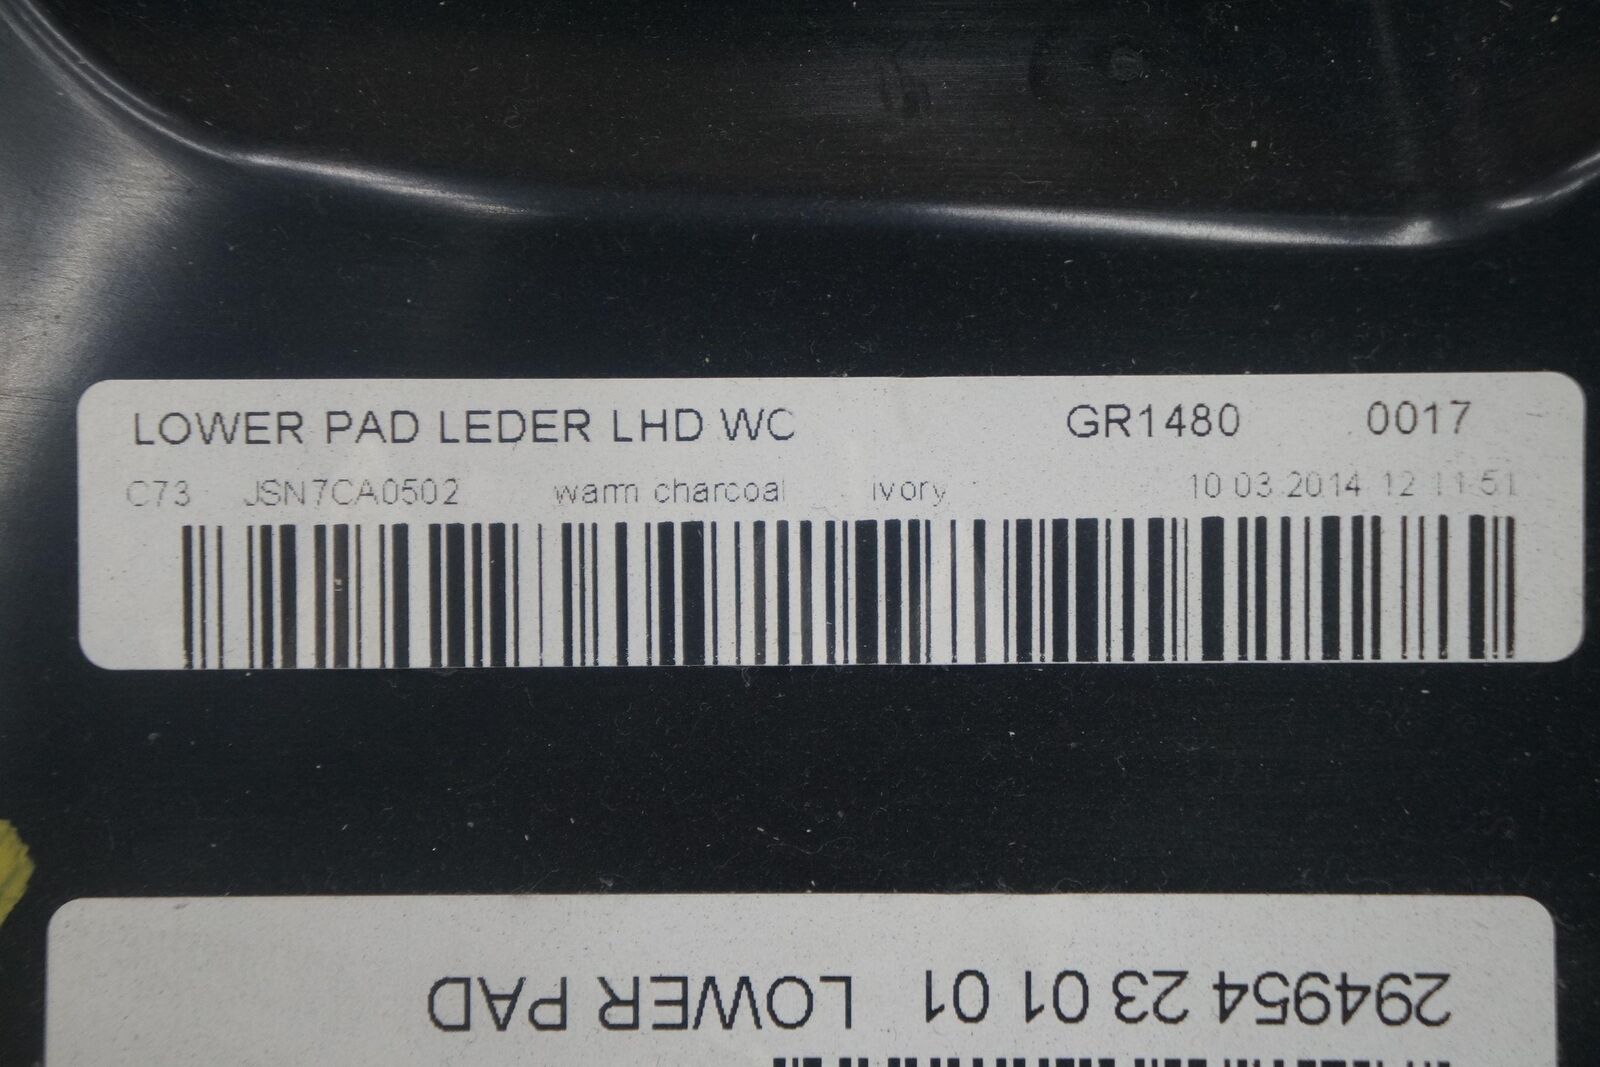 LOWER PAD LEDER LHD WC GR1480 0017
C73 JSN7CA0502 warm charcoal ivory 10.03.2014 12:11:51
294954 23 01 01 LOWER PAD